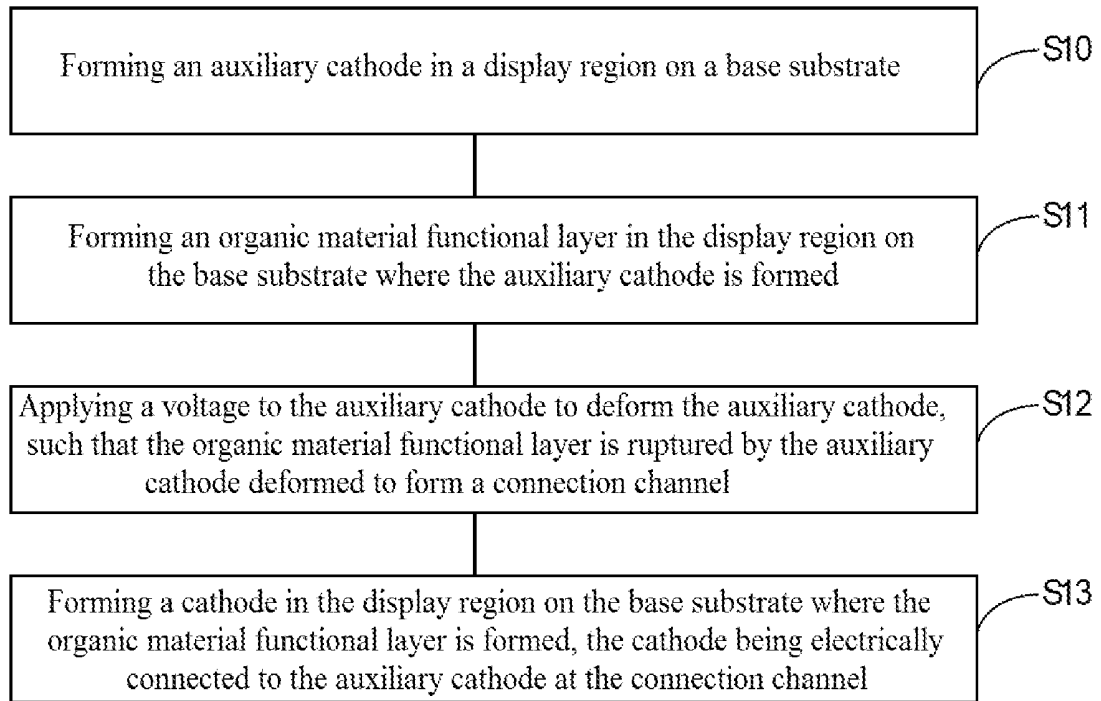 Forming an auxiliary cathode in a display region on a base substrate
S10
Forming an organic material functional layer in the display region on
the base substrate where the auxiliary cathode is formed
S11
Applying a voltage to the auxiliary cathode to deform the auxiliary cathode,
such that the organic material functional layer is ruptured by the auxiliary
cathode deformed to form a connection channel
S12
Forming a cathode in the display region on the base substrate where the
organic material functional layer is formed, the cathode being electrically
connected to the auxiliary cathode at the connection channel
S13